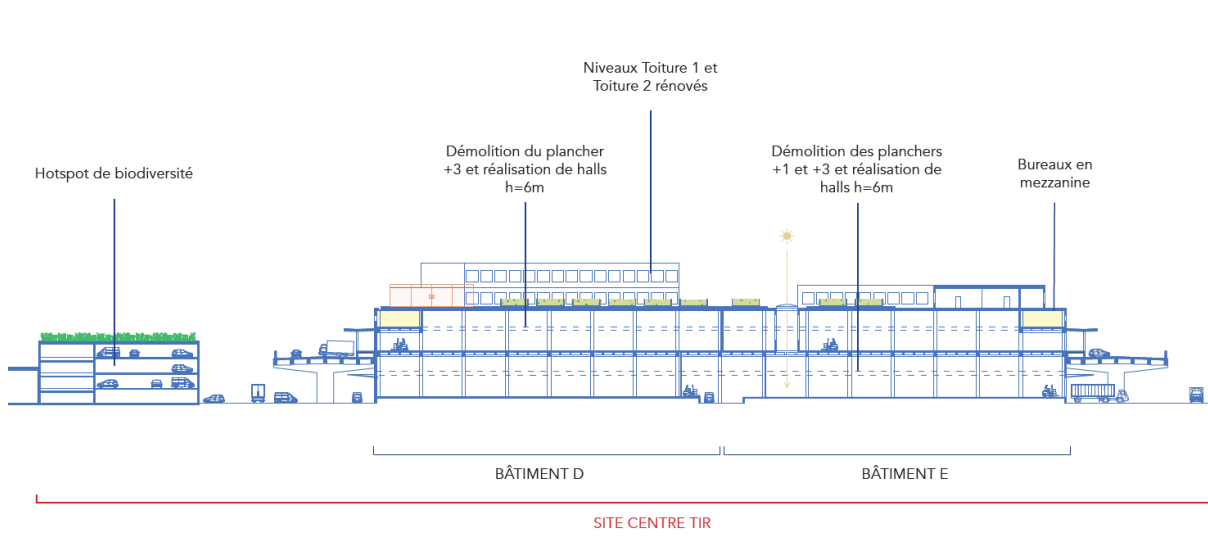 Niveaux Toiture 1 et
Toiture 2 rénovés
Hotspot de biodiversité
Démolition du plancher
+3 et réalisation de halls
h=6m
Démolition des planchers
+1 et +3 et réalisation de
halls h=6m
Bureaux en
mezzanine
BÂTIMENT D
BÂTIMENT E
SITE CENTRE TIR